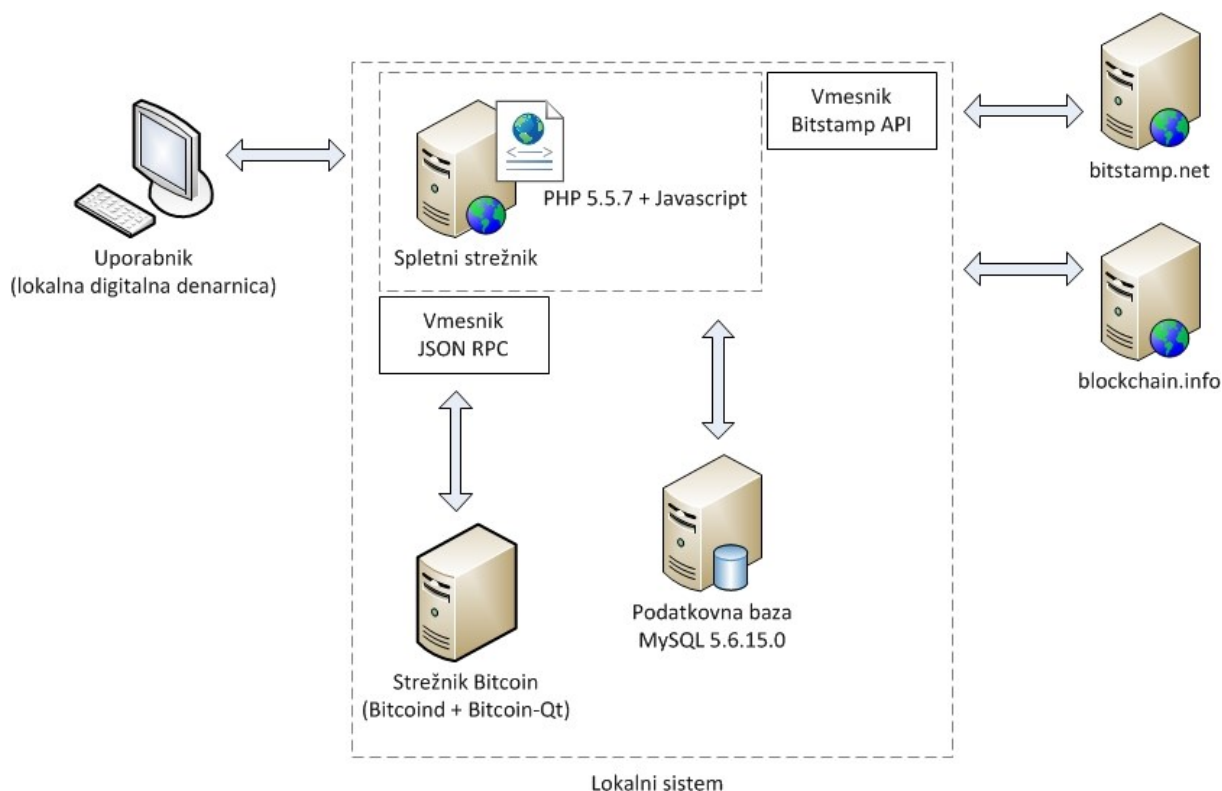 Vmesnik
Bitstamp API
bitstamp.net
PHP 5.5.7 + Javascript
Spletni strežnik
Uporabnik
(lokalna digitalna denarnica)
Vmesnik
JSON RPC
blockchain.info
Podatkovna baza
MySQL 5.6.15.0
Strežnik Bitcoin
(Bitcoind + Bitcoin-Qt)
Lokalni sistem